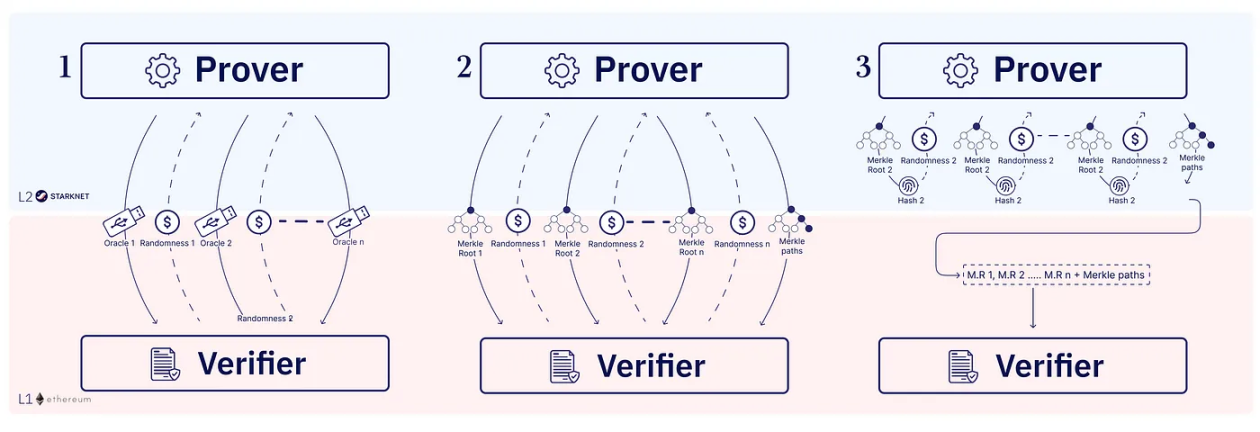 1
Prover
Oracle 1
Randomness 1
Oracle 2
$
$
Oracle n
Randomness 2
Verifier
2
Prover
Merkle
Root 1
$
Randomness 1
Merkle
Root 2
$
Randomness 2
Merkle
Root n
$
Randomness n
Merkle
paths
Verifier
3
Prover
Merkle
Root 2
$
Randomness 2
Hash 2
Merkle
Root 2
$
Randomness 2
Hash 2
Merkle
Root 2
$
Randomness 2
Hash 2
Merkle
paths
M.R 1, M.R 2 ..... M.R n + Merkle paths
Verifier
L2 STARKNET
L1 ethereum